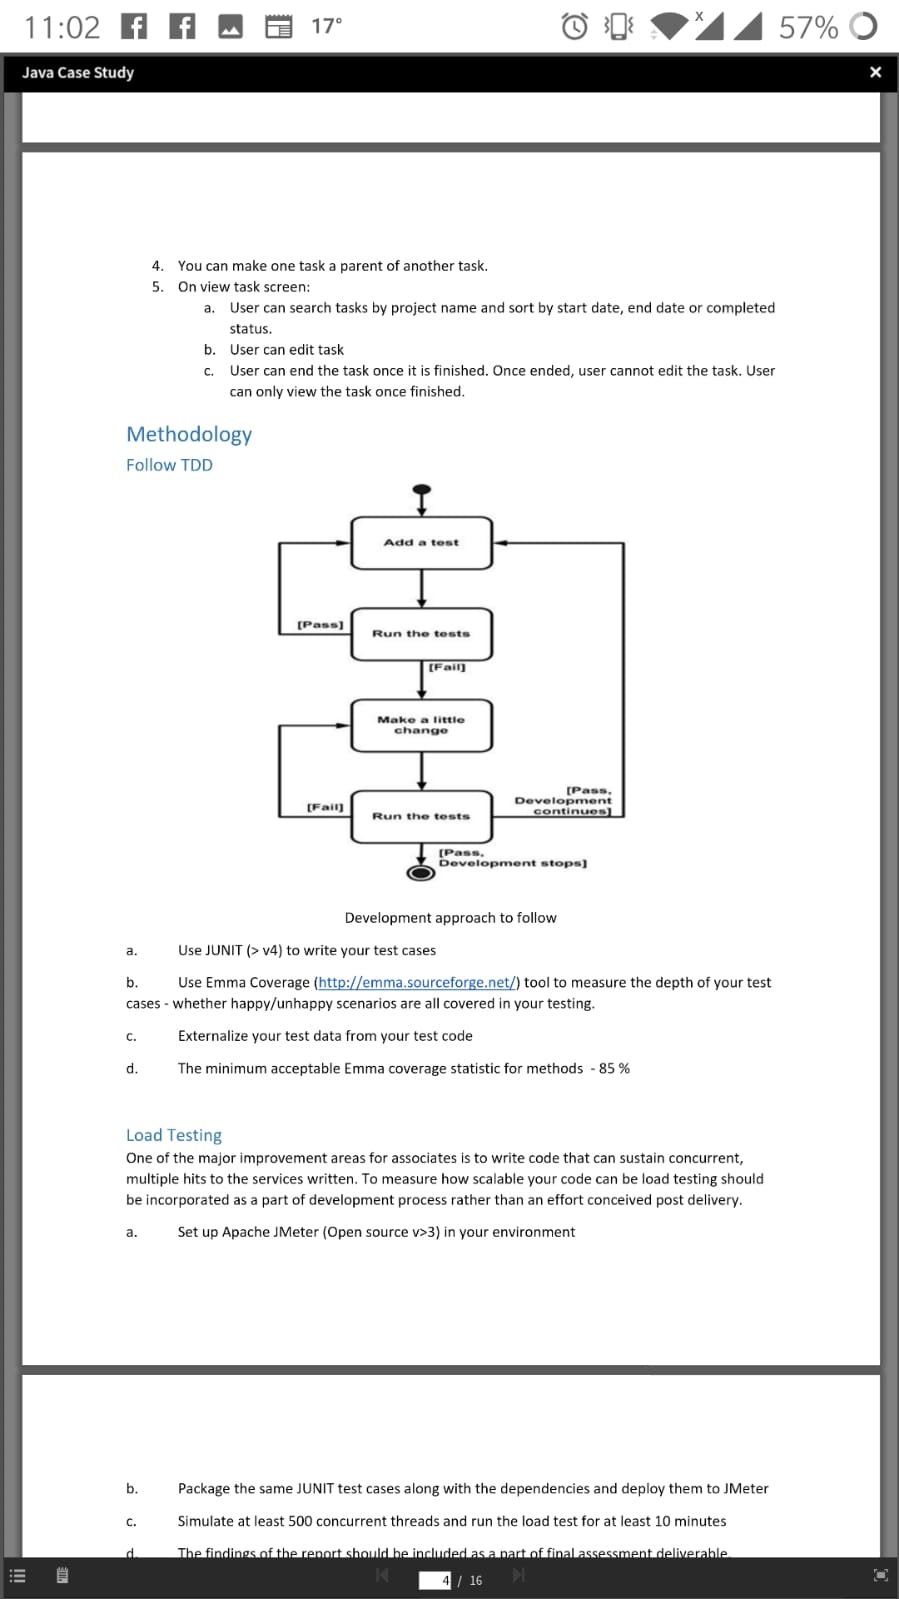 11:02 17° 57%
Java Case Study ×
4. You can make one task a parent of another task.
5. On view task screen:
a. User can search tasks by project name and sort by start date, end date or completed
status.
b. User can edit task
c. User can end the task once it is finished. Once ended, user cannot edit the task. User
can only view the task once finished.
Methodology
Follow TDD
Add a test
[Pass]
Run the tests
[Fail]
Make a little
change
[Fail]
Run the tests
[Pass,
Development
continues]
[Pass,
Development stops]
Development approach to follow
a. Use JUNIT (> v4) to write your test cases
b. Use Emma Coverage (http://emma.sourceforge.net/) tool to measure the depth of your test
cases - whether happy/unhappy scenarios are all covered in your testing.
c. Externalize your test data from your test code
d. The minimum acceptable Emma coverage statistic for methods - 85 %
Load Testing
One of the major improvement areas for associates is to write code that can sustain concurrent,
multiple hits to the services written. To measure how scalable your code can be load testing should
be incorporated as a part of development process rather than an effort conceived post delivery.
a. Set up Apache JMeter (Open source v>3) in your environment
b. Package the same JUNIT test cases along with the dependencies and deploy them to JMeter
c. Simulate at least 500 concurrent threads and run the load test for at least 10 minutes
d. The findings of the report should be included as a part of final assessment deliverable.
4 / 16